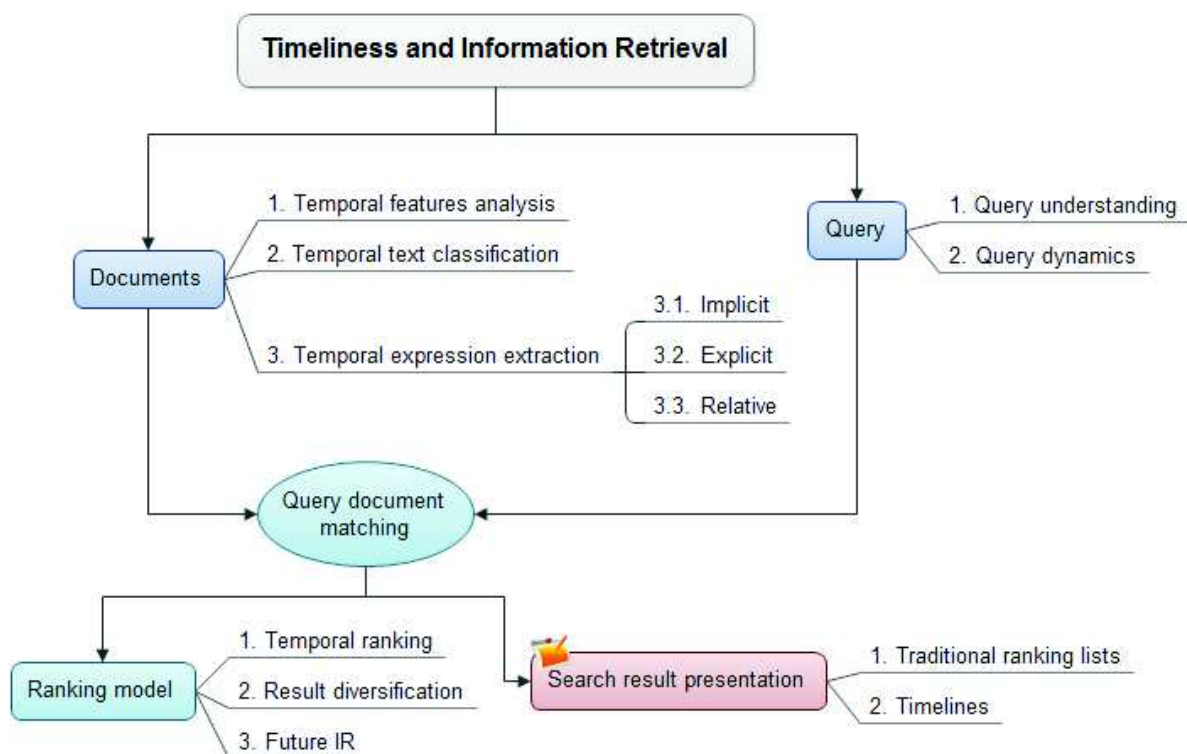 Timeliness and Information Retrieval
1. Temporal features analysis
2. Temporal text classification
Documents
3. Temporal expression extraction
3.1. Implicit
3.2. Explicit
3.3. Relative
Query
1. Query understanding
2. Query dynamics
Query document
matching
Ranking model
1. Temporal ranking
2. Result diversification
3. Future IR
Search result presentation
1. Traditional ranking lists
2. Timelines